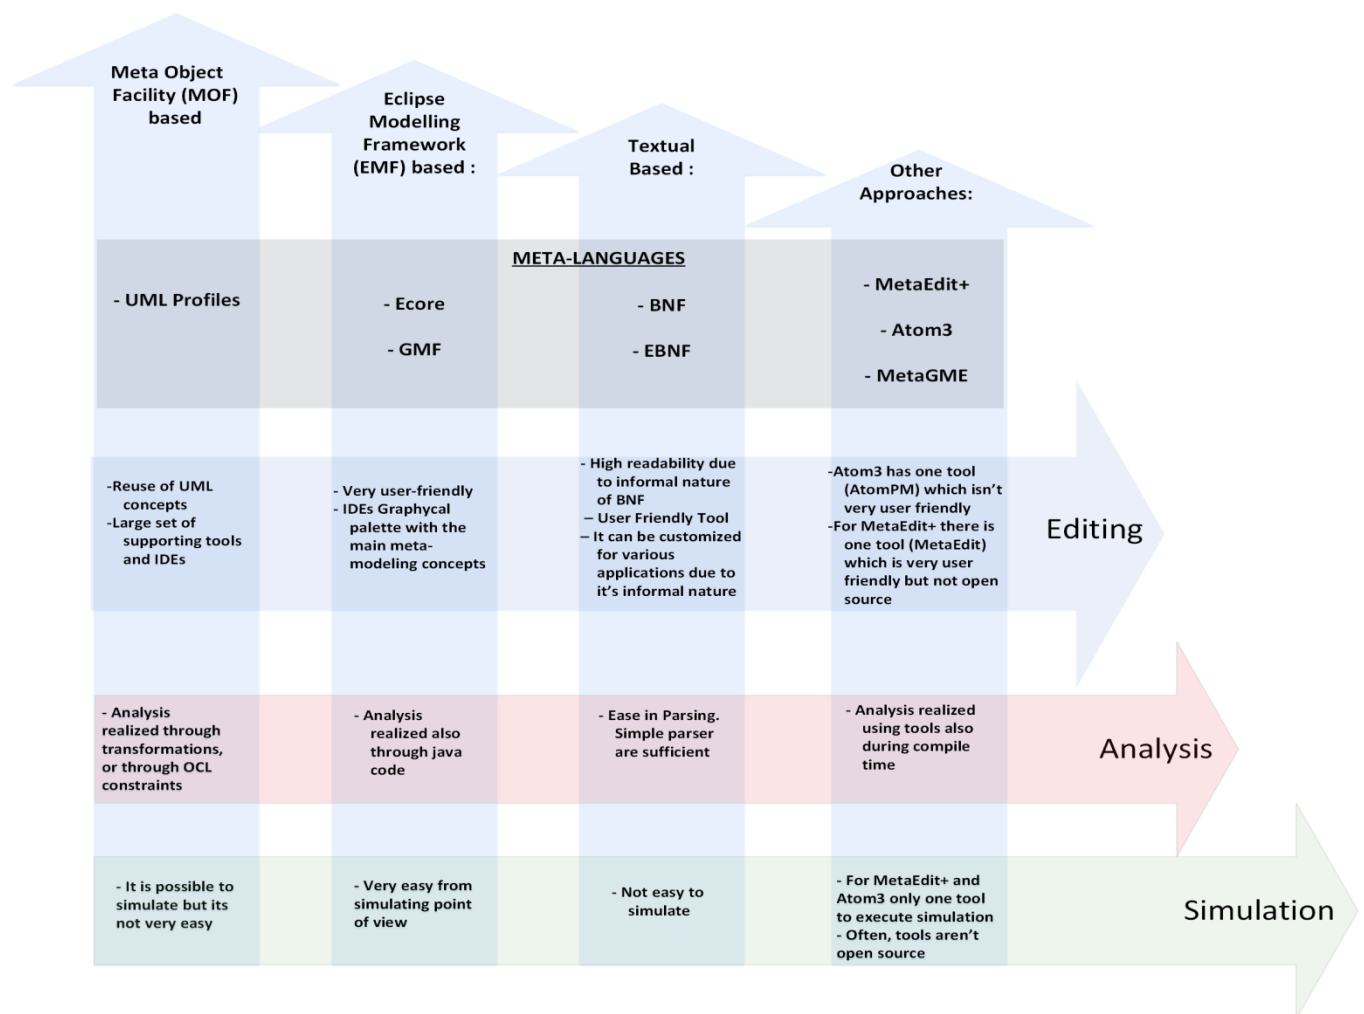 Meta Object
Facility (MOF)
based
Eclipse
Modelling
Framework
(EMF) based :
Textual
Based :
Other
Approaches:
META-LANGUAGES
- UML Profiles
- Ecore
- GMF
- BNF
- EBNF
- MetaEdit+
- Atom3
- MetaGME
-Reuse of UML
concepts
-Large set of
supporting tools
and IDEs
- Very user-friendly
- IDEs Graphycal
palette with the
main meta-
modeling concepts
- High readability due
to informal nature
of BNF
– User Friendly Tool
– It can be customized
for various
applications due to
it's informal nature
-Atom3 has one tool
(AtomPM) which isn't
very user friendly
-For MetaEdit+ there is
one tool (MetaEdit)
which is very user
friendly but not open
source
Editing
- Analysis
realized through
transformations,
or through OCL
constraints
- Analysis
realized also
through java
code
- Ease in Parsing.
Simple parser
are sufficient
- Analysis realized
using tools also
during compile
time
Analysis
- It is possible to
simulate but its
not very easy
- Very easy from
simulating point
of view
- Not easy to
simulate
- For MetaEdit+ and
Atom3 only one tool
to execute simulation
- Often, tools aren't
open source
Simulation